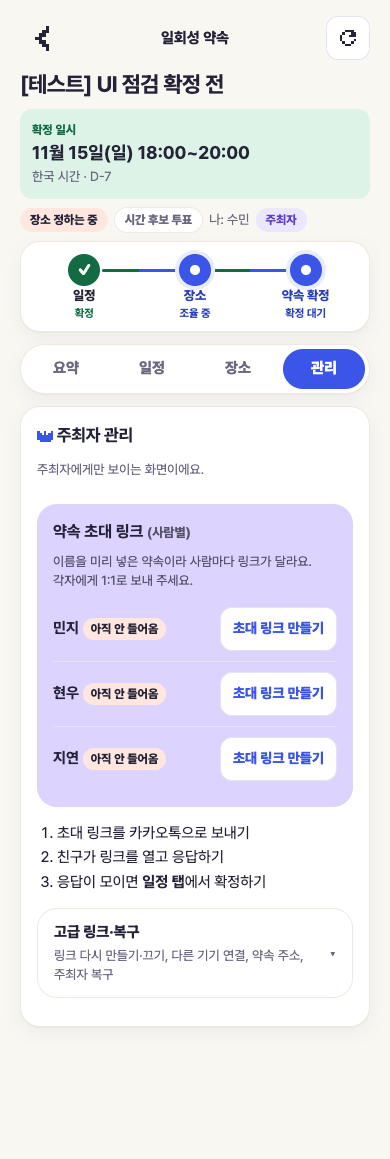 일회성 약속
[테스트] UI 점검 확정 전
확정 일시
11월 15일(일) 18:00~20:00
한국 시간 · D-7
장소 정하는 중 시간 후보 투표 나: 수민 주최자
일정 장소 약속 확정
확정 조율 중 확정 대기
요약 일정 장소 관리
주최자 관리
주최자에게만 보이는 화면이에요.
약속 초대 링크 (사람별)
이름을 미리 넣은 약속이라 사람마다 링크가 달라요.
각자에게 1:1로 보내 주세요.
민지 아직 안 들어옴 초대 링크 만들기
현우 아직 안 들어옴 초대 링크 만들기
지연 아직 안 들어옴 초대 링크 만들기
1. 초대 링크를 카카오톡으로 보내기
2. 친구가 링크를 열고 응답하기
3. 응답이 모이면 일정 탭에서 확정하기
고급 링크·복구
링크 다시 만들기·끄기, 다른 기기 연결, 약속 주소,
주최자 복구